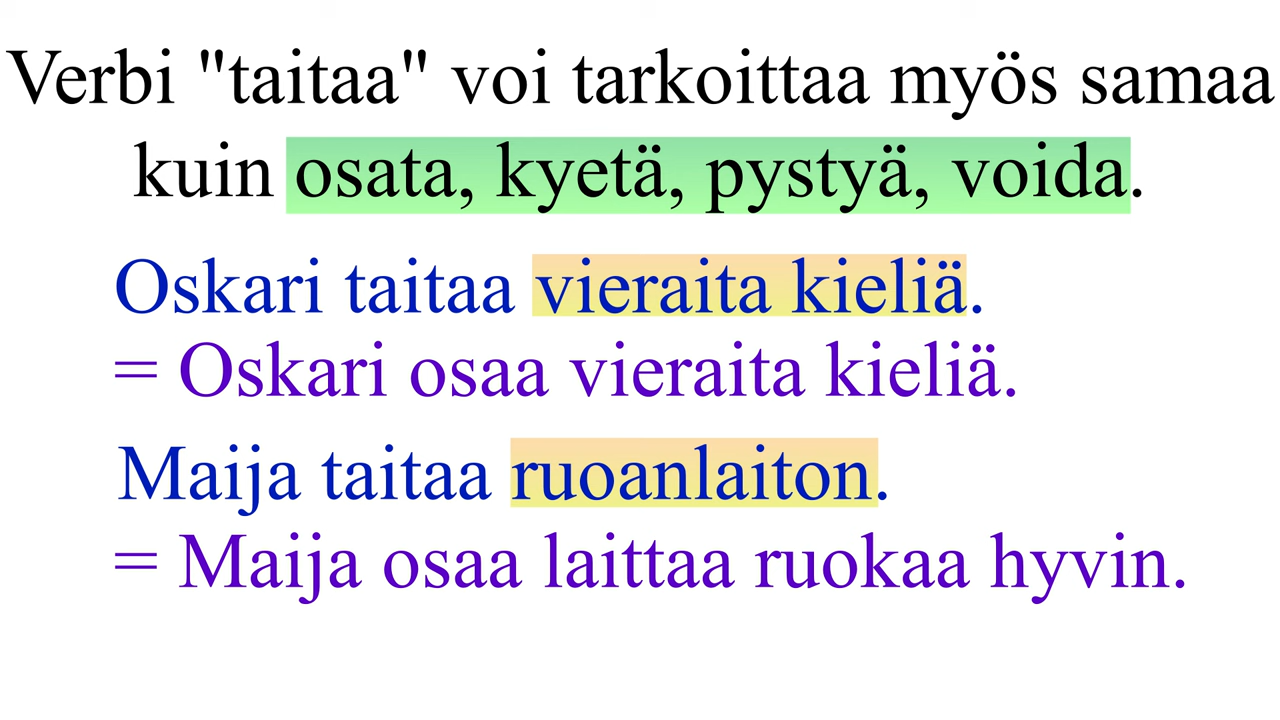 Verbi "taitaa" voi tarkoittaa myös samaa
kuin osata, kyetä, pystyä, voida.
Oskari taitaa vieraita kieliä.
= Oskari osaa vieraita kieliä.
Maija taitaa ruoanlaiton.
= Maija osaa laittaa ruokaa hyvin.